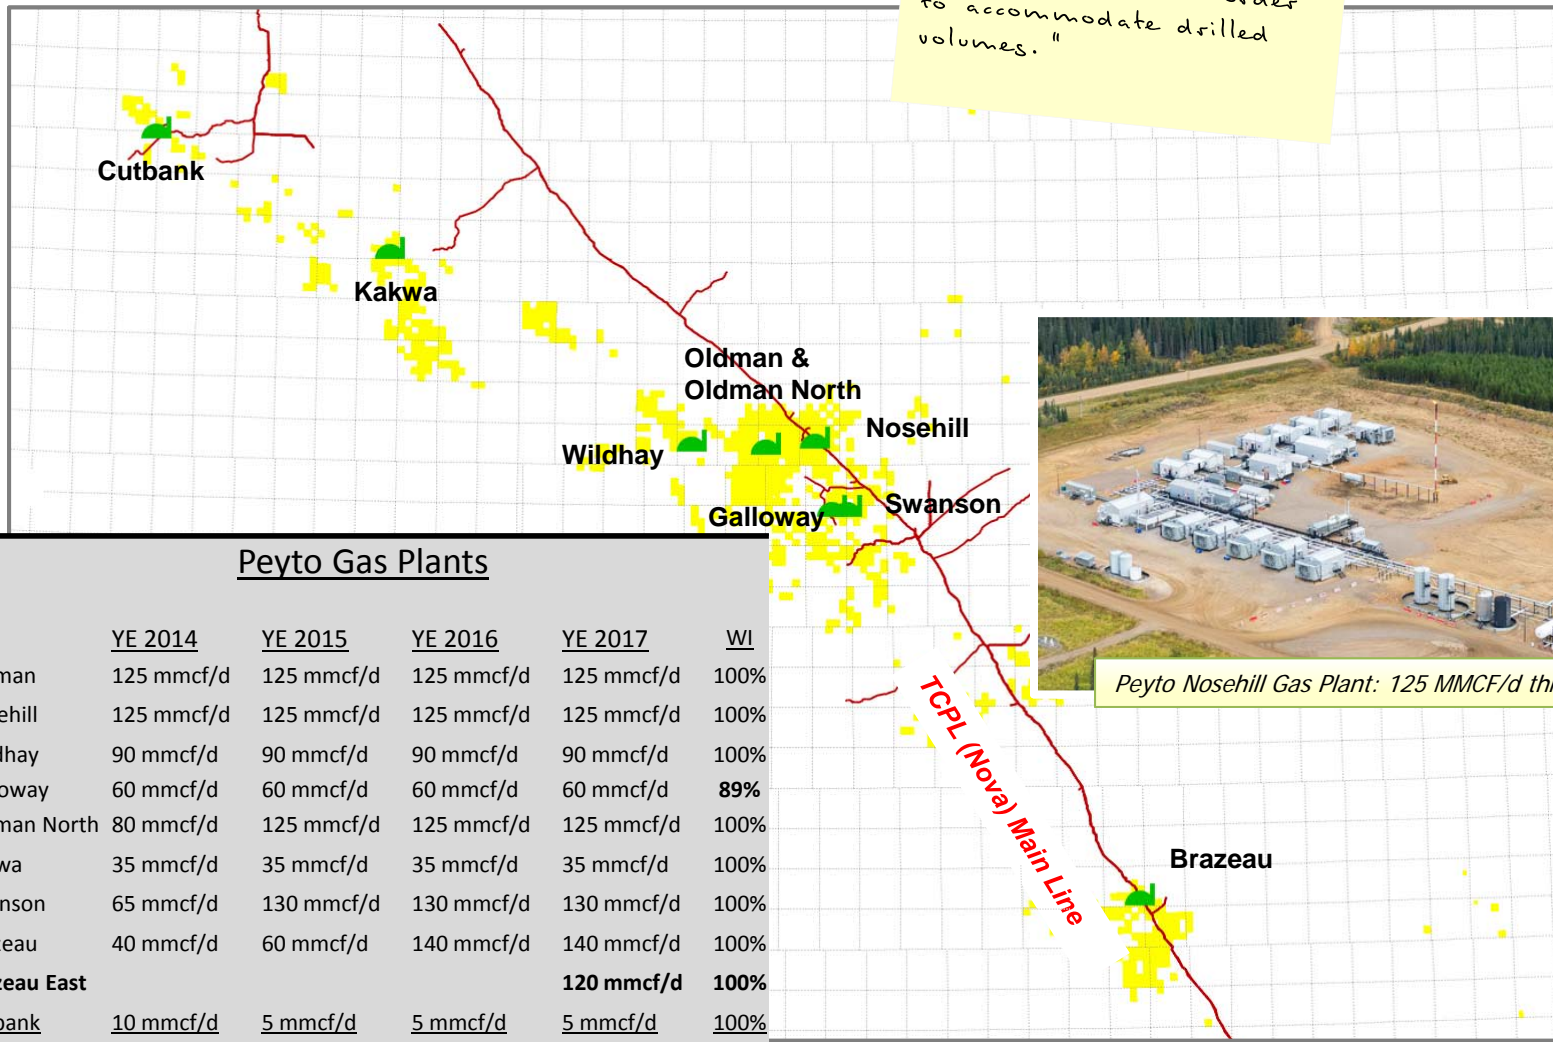 to accommodate drilled
volumes."
Cutbank
Kakwa
Oldman &
Oldman North
Nosehill
Wildhay
Swanson
Galloway
Peyto Nosehill Gas Plant: 125 MMCF/d
TCPL (Nova) Main Line
Brazeau
Peyto Gas Plants
YE 2014 YE 2015 YE 2016 YE 2017 WI
man 125 mmcf/d 125 mmcf/d 125 mmcf/d 125 mmcf/d 100%
ehill 125 mmcf/d 125 mmcf/d 125 mmcf/d 125 mmcf/d 100%
dhay 90 mmcf/d 90 mmcf/d 90 mmcf/d 90 mmcf/d 100%
oway 60 mmcf/d 60 mmcf/d 60 mmcf/d 60 mmcf/d 89%
man North 80 mmcf/d 125 mmcf/d 125 mmcf/d 125 mmcf/d 100%
wa 35 mmcf/d 35 mmcf/d 35 mmcf/d 35 mmcf/d 100%
nson 65 mmcf/d 130 mmcf/d 130 mmcf/d 130 mmcf/d 100%
zeau 40 mmcf/d 60 mmcf/d 140 mmcf/d 140 mmcf/d 100%
zeau East 120 mmcf/d 100%
bank 10 mmcf/d 5 mmcf/d 5 mmcf/d 5 mmcf/d 100%